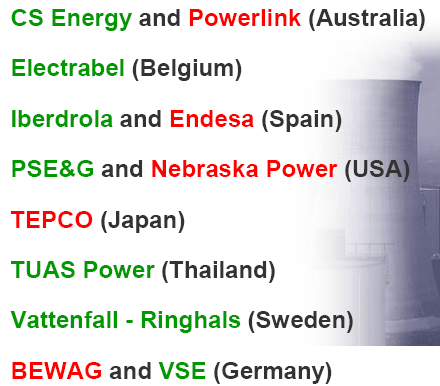 CS Energy and Powerlink (Australia)
Electrabel (Belgium)
Iberdrola and Endesa (Spain)
PSE&G and Nebraska Power (USA)
TEPCO (Japan)
TUAS Power (Thailand)
Vattenfall - Ringhals (Sweden)
BEWAG and VSE (Germany)